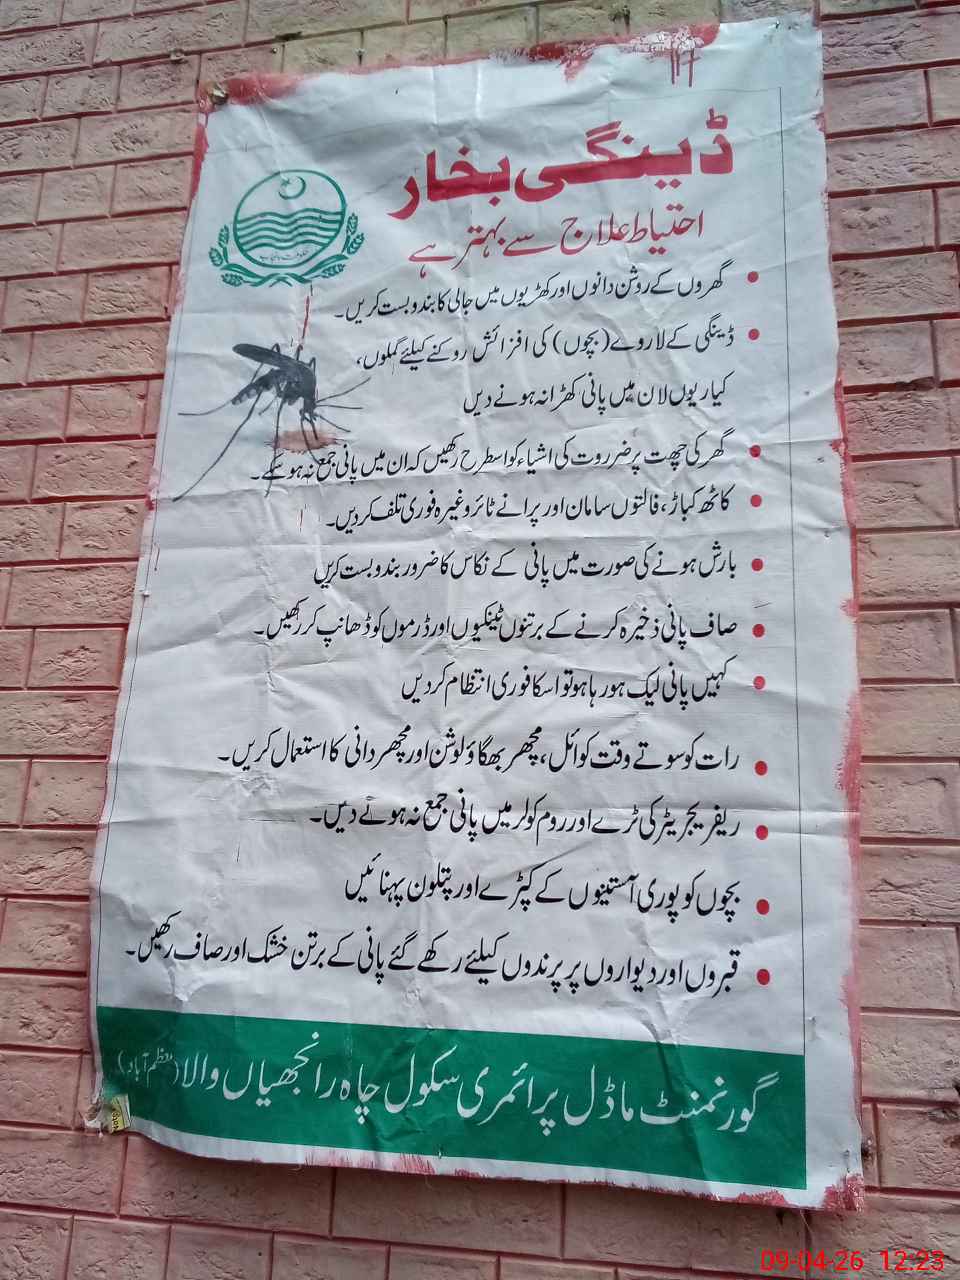 ڈینگی بخار
احتیاط علاج سے بہتر ہے
حکومت پنجاب
گھروں کے روشن دانوں اور کھڑیوں میں جالی کا بندوبست کریں۔
ڈینگی کے لاروے (بچوں) کی افزائش روکنے کیلئے گملوں،
کیاریوں لان میں پانی کھڑا نہ ہونے دیں
گھر کی چھت پر ضرورت کی اشیاء کو اسطرح رکھیں کہ ان میں پانی جمع نہ ہو سکے۔
کاٹھ کباڑ، فالتوں سامان اور پرانے ٹائر وغیرہ فوری تلف کر دیں۔
بارش ہونے کی صورت میں پانی کے نکاس کا ضرور بندوبست کریں
صاف پانی ذخیرہ کرنے کے برتنوں ٹینکیوں اور ڈرموں کو ڈھانپ کر رکھیں۔
کہیں پانی لیک ہو رہا ہو تو اسکا فوری انتظام کر دیں
رات کو سوتے وقت کوائل، مچھر بھگاؤ لوشن اور مچھر دانی کا استعمال کریں۔
ریفریجریٹر کی ٹرے اور روم کولر میں پانی جمع نہ ہونے دیں۔
بچوں کو پوری آستینوں کے کپڑے اور پتلون پہنائیں
قبروں اور دیواروں پر پرندوں کیلئے رکھے گئے پانی کے برتن خشک اور صاف رکھیں۔
گورنمنٹ ماڈل پرائمری سکول چاہ رانجھیاں والا (معظم آباد)
09-04-26 12:23